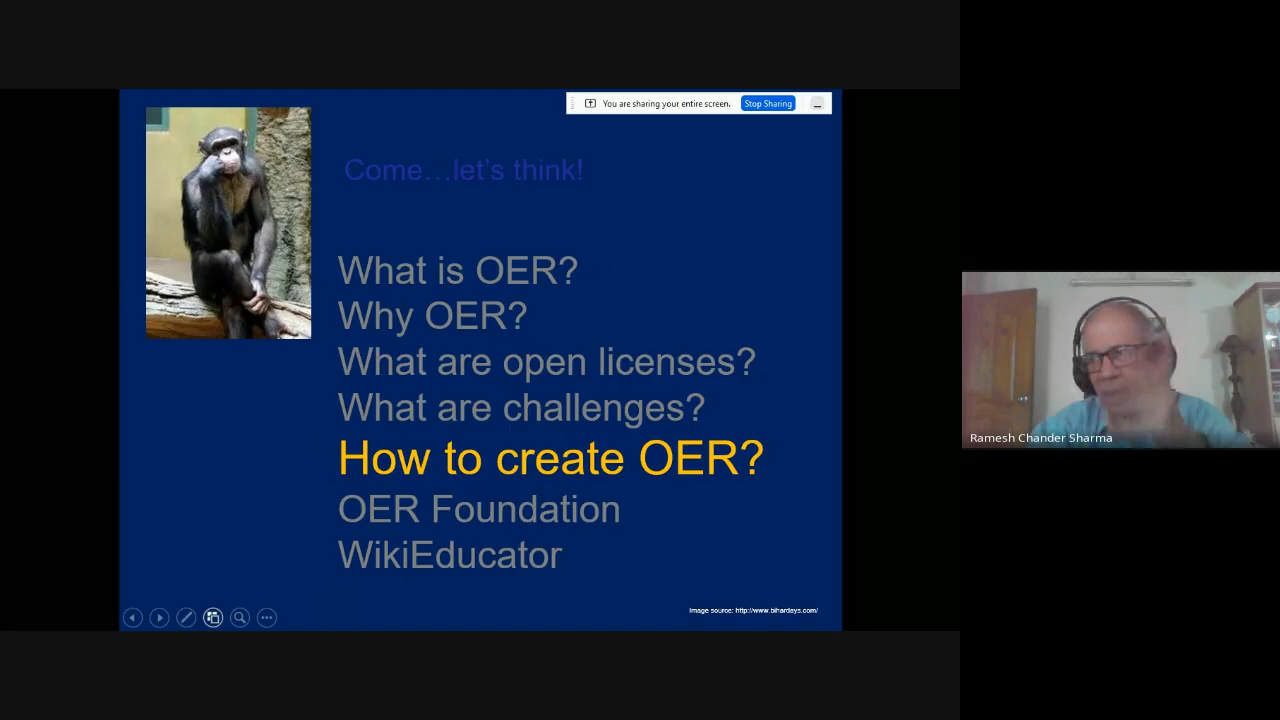 You are sharing your entire screen.
Stop Sharing
Come…let's think!
What is OER?
Why OER?
What are open licenses?
What are challenges?
How to create OER?
OER Foundation
WikiEducator
Image source: http://www.bihardays.com/
Ramesh Chander Sharma